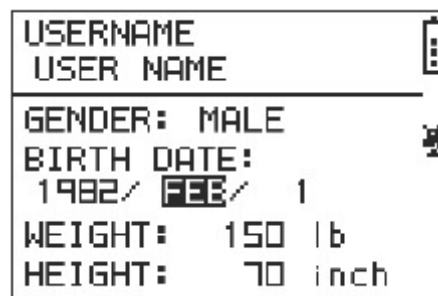 USERNAME
USER NAME
GENDER: MALE
BIRTH DATE:
1982/ FEB/ 1
WEIGHT: 150 lb
HEIGHT: 70 inch